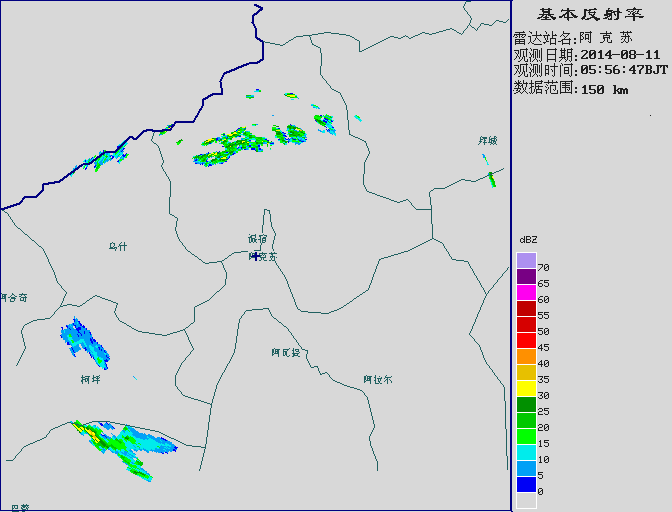 基本反射率
雷达站名:阿 克 苏
观测日期:2014-08-11
观测时间:05:56:47BJT
数据范围:150 km
拜城
乌什
温宿
阿克苏
阿合奇
阿瓦提
柯坪
阿拉尔
巴楚
dBZ
70
65
60
55
50
45
40
35
30
25
20
15
10
5
0